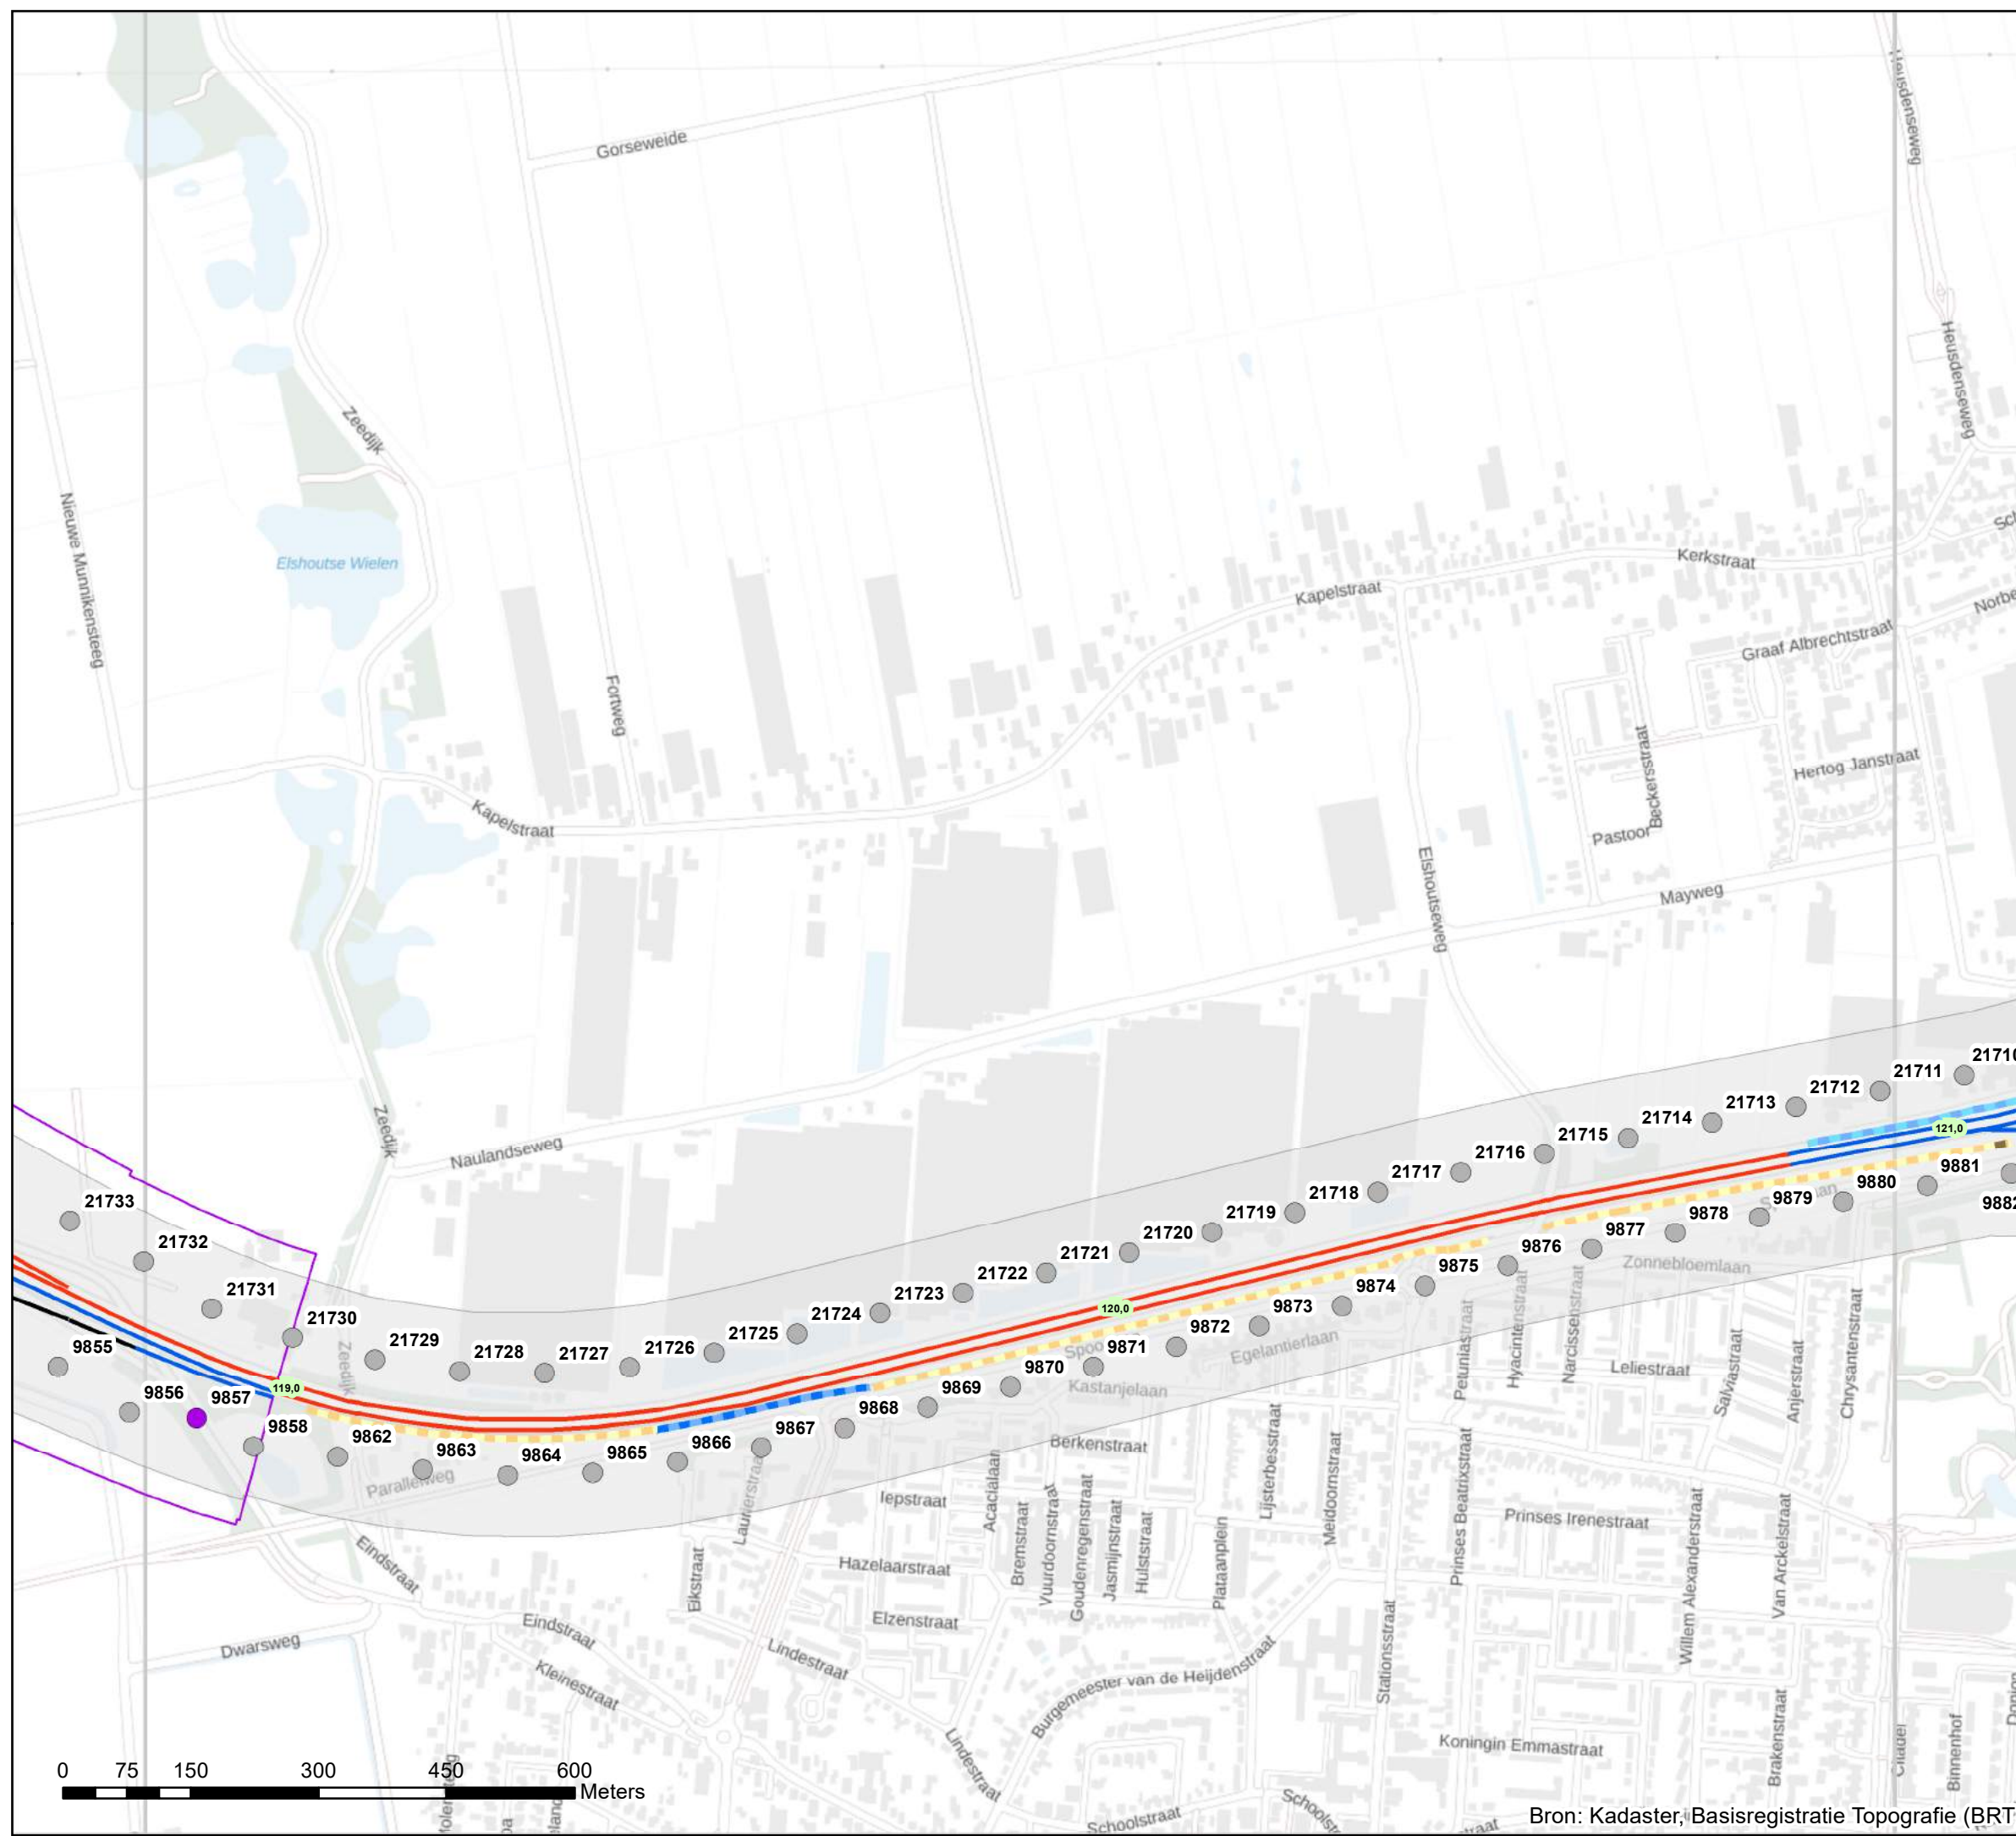 Heusdenseweg
Gorseweide
Heusdenseweg
Zeedijk
Nieuwe Munnikensteeg
Elshoutse Wielen
Kerkstraat
Kapelstraat
Graaf Albrechtstraat
Fortweg
Beckersstraat
Hertog Janstraat
Kapelstraat
Pastoor
Elshoutseweg
Mayweg
21710
21711
21712
21713
21714
21715
21716
21717
21718
21719
21720
21721
21722
21723
21724
21725
21726
21727
21728
21729
21730
21731
21732
21733
Zeedijk
Naulandseweg
Zeedijk
121,0
120,0
119,0
9855
9856
9857
9858
9862
9863
9864
9865
9866
9867
9868
9869
9870
9871
9872
9873
9874
9875
9876
9877
9878
9879
9880
9881
9882
Spoo
Zonnebloemlaan
Egelantierlaan
Kastanjelaan
Petuniastraat
Hyacintenstraat
Narcissenstraat
Leliestraat
Salviastraat
Anjerstraat
Chrysantenstraat
Parallelweg
Laurierstraat
Berkenstraat
Lijsterbesstraat
Meidoornstraat
Prinses Beatrixstraat
Iepstraat
Acacialaan
Bremstraat
Vuurdoornstraat
Goudenregenstraat
Jasmijnstraat
Hulststraat
Plataanplein
Prinses Irenestraat
Willem Alexanderstraat
Van Arckelstraat
Eindstraat
Eikstraat
Hazelaarstraat
Elzenstraat
Eindstraat
Dwarsweg
Kleinestraat
Lindestraat
Burgemeester van de Heijdenstraat
Stationsstraat
Lindestraat
Koningin Emmastraat
Brakenstraat
Citadel
Binnenhof
Schoolstraat
0 75 150 300 450 600
Meters
Bron: Kadaster, Basisregistratie Topografie (BRT